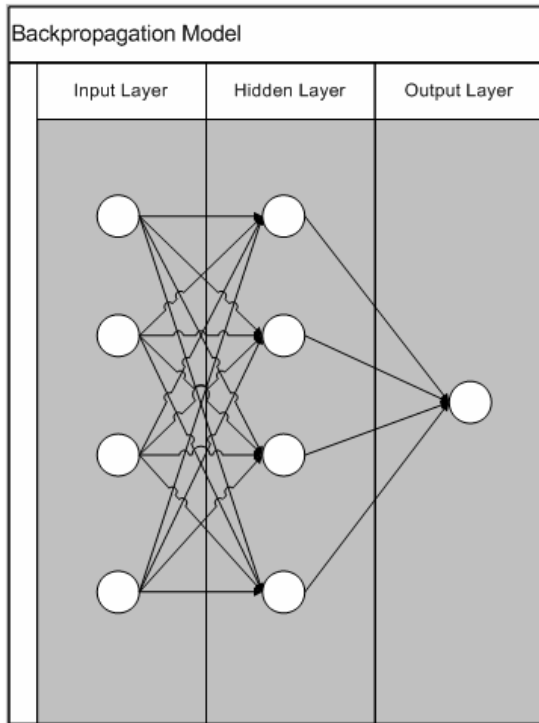 Backpropagation Model
Input Layer
Hidden Layer
Output Layer